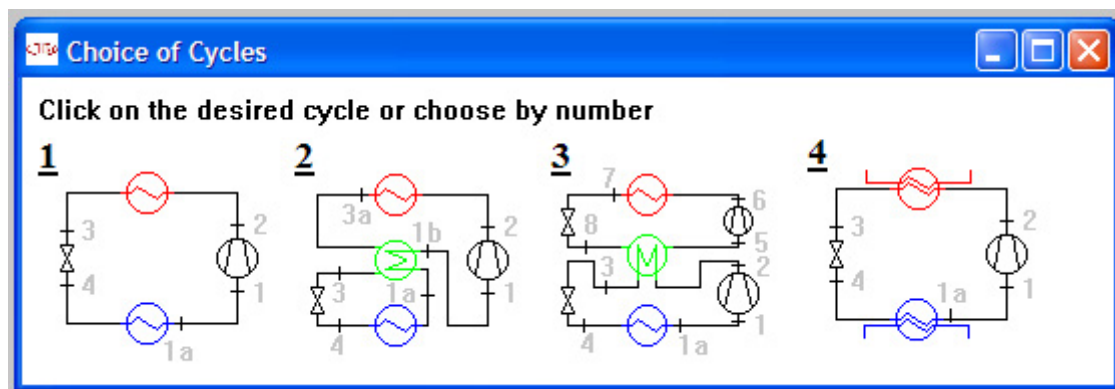 Choice of Cycles
Click on the desired cycle or choose by number
1 2 3 4
3 2 4 1 1a
3a 1b 2 3 1a 1 4
7 6 8 5 3 2 4 1a 1
3 2 4 1a 1